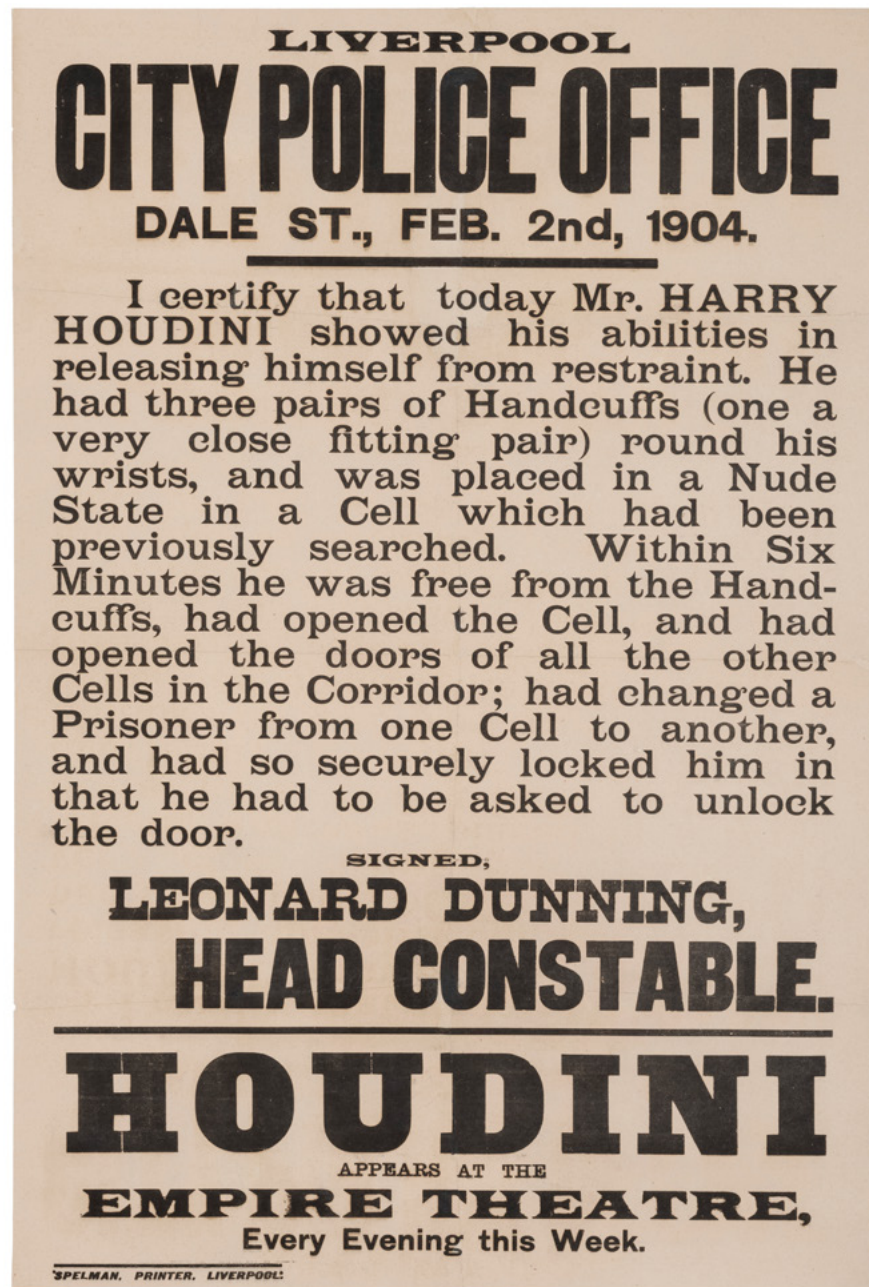 LIVERPOOL
CITY POLICE OFFICE
DALE ST., FEB. 2nd, 1904.
I certify that today Mr. HARRY
HOUDINI showed his abilities in
releasing himself from restraint. He
had three pairs of Handcuffs (one a
very close fitting pair) round his
wrists, and was placed in a Nude
State in a Cell which had been
previously searched. Within Six
Minutes he was free from the Hand-
cuffs, had opened the Cell, and had
opened the doors of all the other
Cells in the Corridor; had changed a
Prisoner from one Cell to another,
and had so securely locked him in
that he had to be asked to unlock
the door.
SIGNED,
LEONARD DUNNING,
HEAD CONSTABLE.
HOUDINI
APPEARS AT THE
EMPIRE THEATRE,
Every Evening this Week.
SPELMAN, PRINTER, LIVERPOOL.